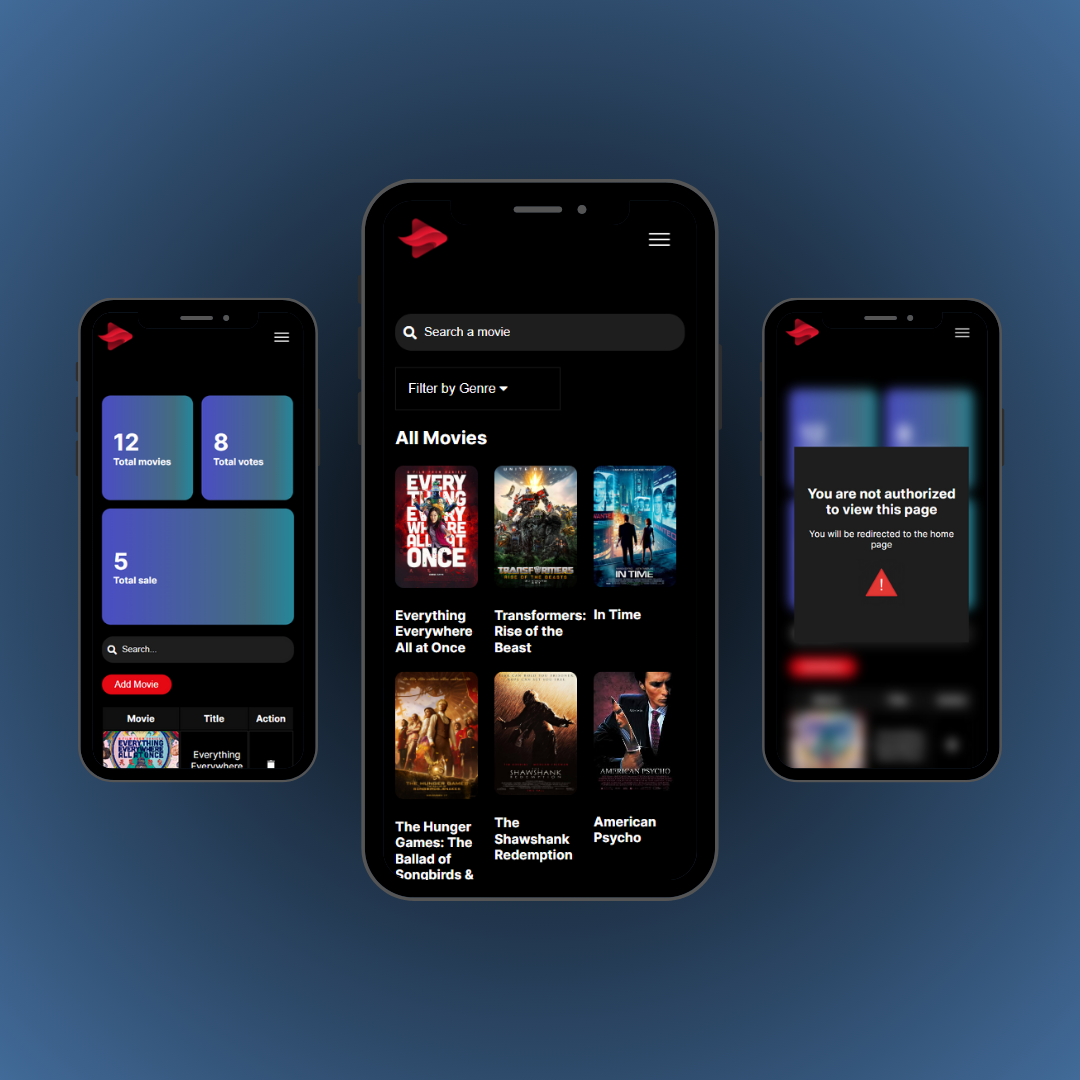 12
Total movies
8
Total votes
5
Total sale
Search...
Add Movie
Movie
Title
Action
EVERYTHING
EVERYWHERE
ALL AT ONCE
Everything
Everywhere
Search a movie
Filter by Genre
All Movies
EVERY
THING
EVERY
WHERE
ALL AT
ONCE
Everything
Everywhere
All at Once
UNITE OR FALL
TRANSFORMERS
RISE OF THE BEASTS
Transformers:
Rise of the
Beast
IN TIME
In Time
THE HUNGER GAMES
The Hunger
Games: The
Ballad of
Songbirds &
SHAWSHANK
REDEMPTION
The
Shawshank
Redemption
AMERICAN PSYCHO
American
Psycho
You are not authorized
to view this page
You will be redirected to the home
page